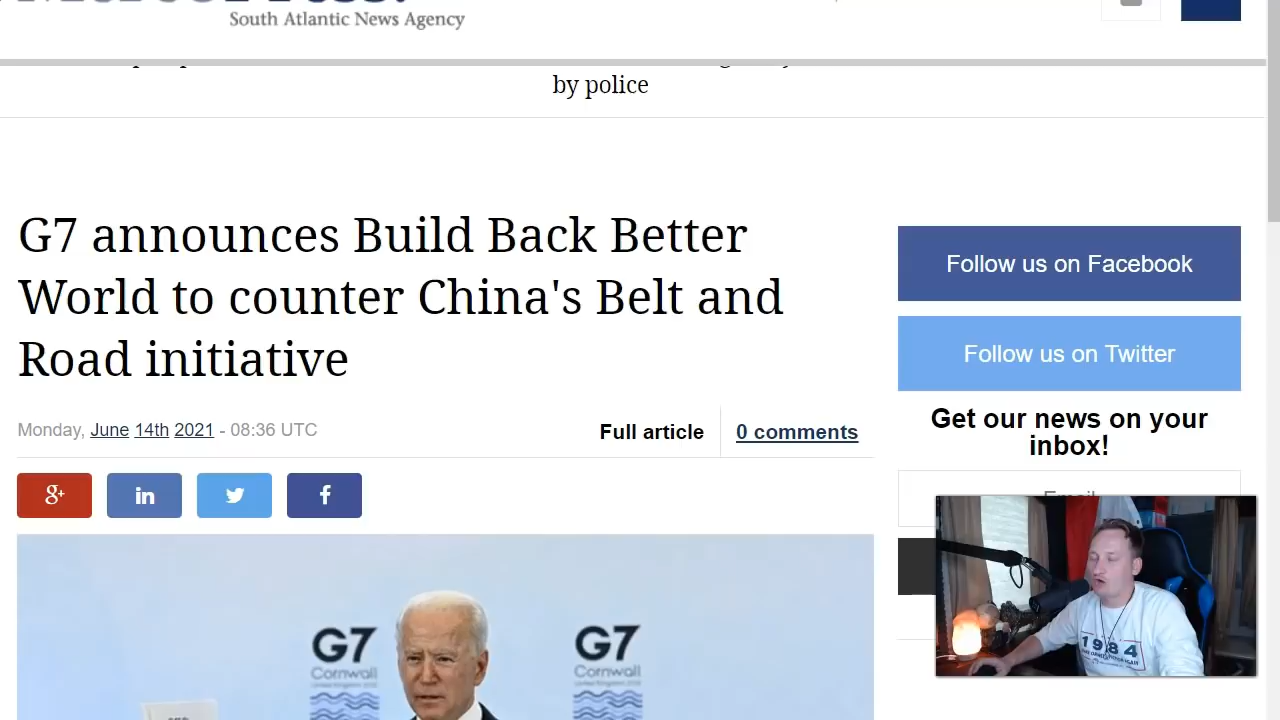 South Atlantic News Agency
by police
G7 announces Build Back Better
World to counter China's Belt and
Road initiative
Monday, June 14th 2021 - 08:36 UTC
Full article
0 comments
g+
in
f
Follow us on Facebook
Follow us on Twitter
Get our news on your
inbox!
Email
G7
Cornwall
G7
Cornwall
1984